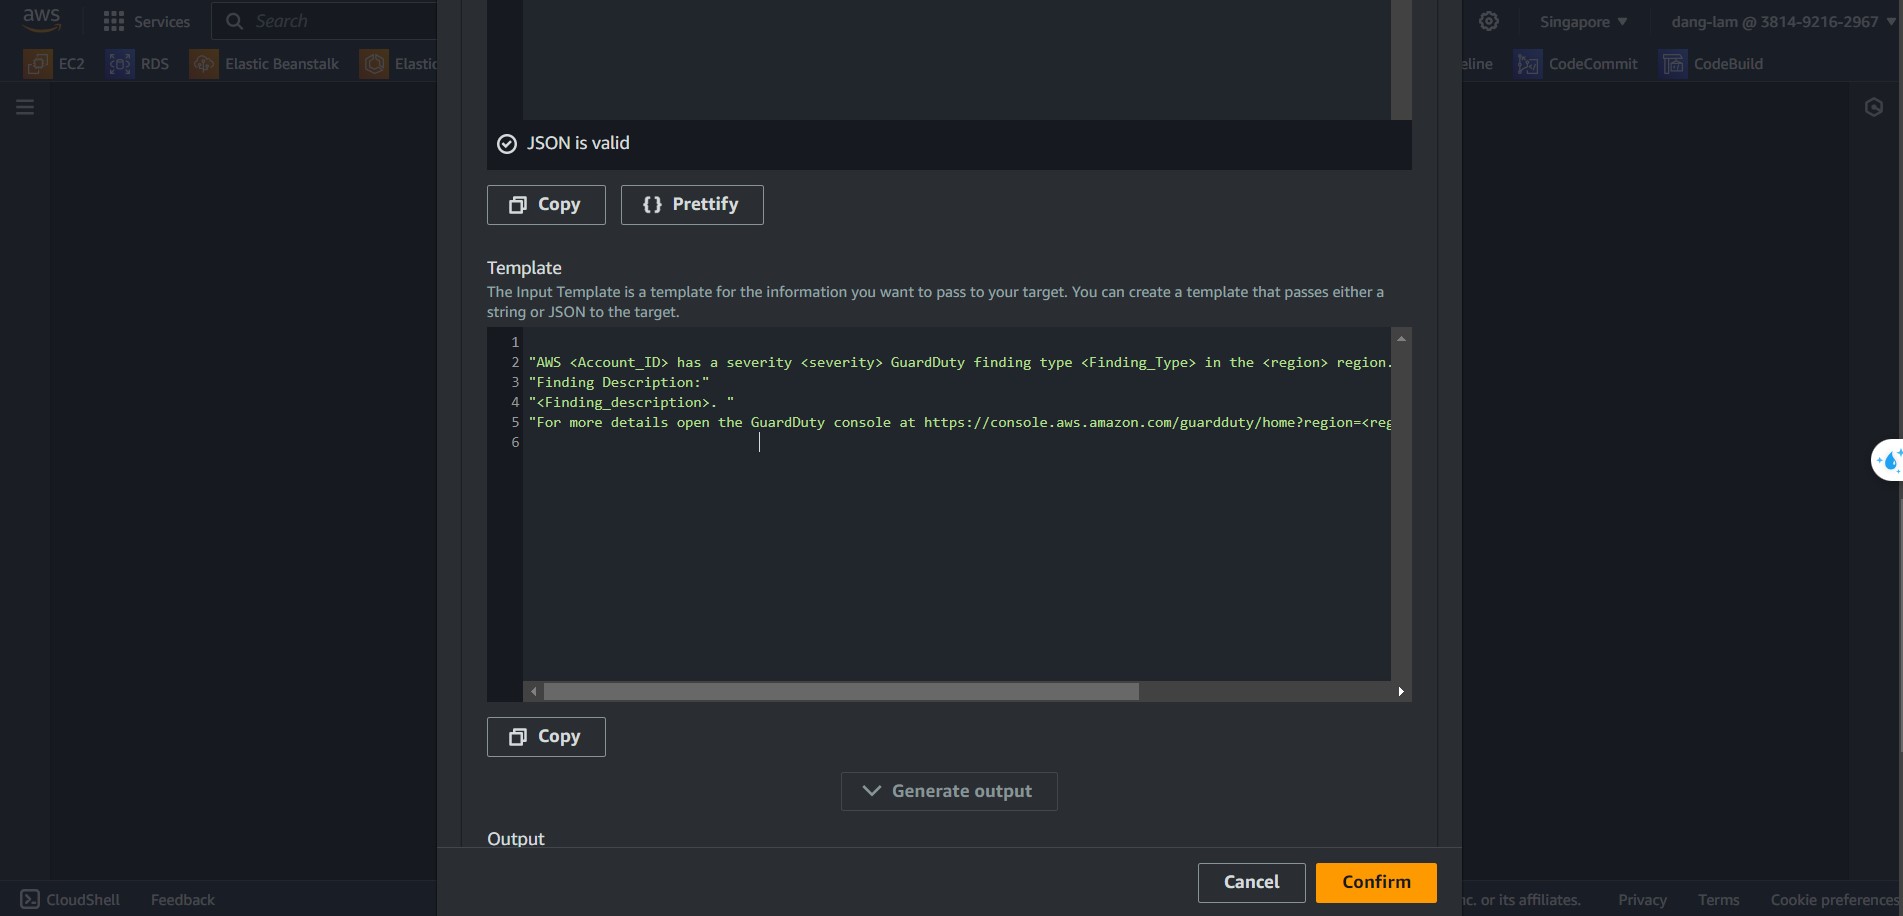 aws
Services
Search
Singapore
dang-lam @ 3814-9216-2967
EC2
RDS
Elastic Beanstalk
Elastic
eline
CodeCommit
CodeBuild
JSON is valid
Copy
{} Prettify
Template
The Input Template is a template for the information you want to pass to your target. You can create a template that passes either a
string or JSON to the target.
1
2 "AWS <Account_ID> has a severity <severity> GuardDuty finding type <Finding_Type> in the <region> region.
3 "Finding Description:"
4 "<Finding_description>. "
5 "For more details open the GuardDuty console at https://console.aws.amazon.com/guardduty/home?region=<reg
6
Copy
Generate output
Output
Cancel
Confirm
CloudShell
Feedback
nc. or its affiliates.
Privacy
Terms
Cookie preferences